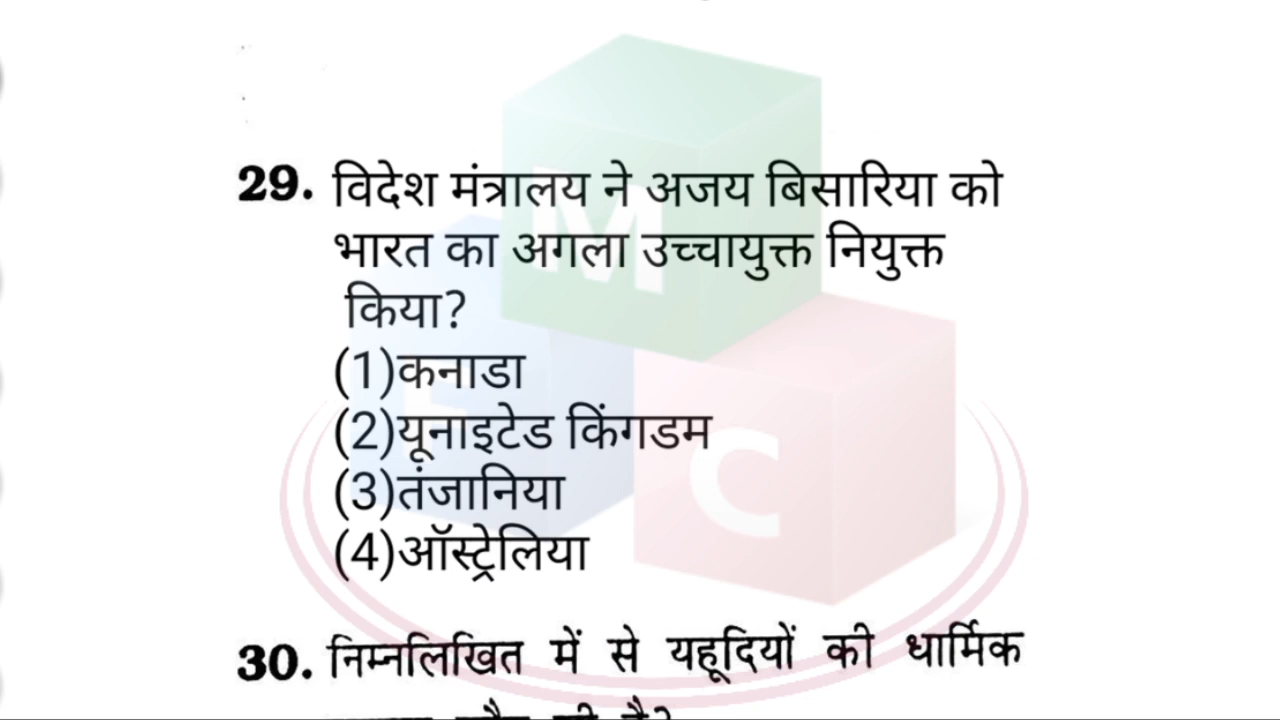 29. विदेश मंत्रालय ने अजय बिसारिया को
भारत का अगला उच्चायुक्त नियुक्त
किया?
(1)कनाडा
(2)यूनाइटेड किंगडम
(3)तंजानिया
(4)ऑस्ट्रेलिया
30. निम्नलिखित में से यहूदियों की धार्मिक
M
C